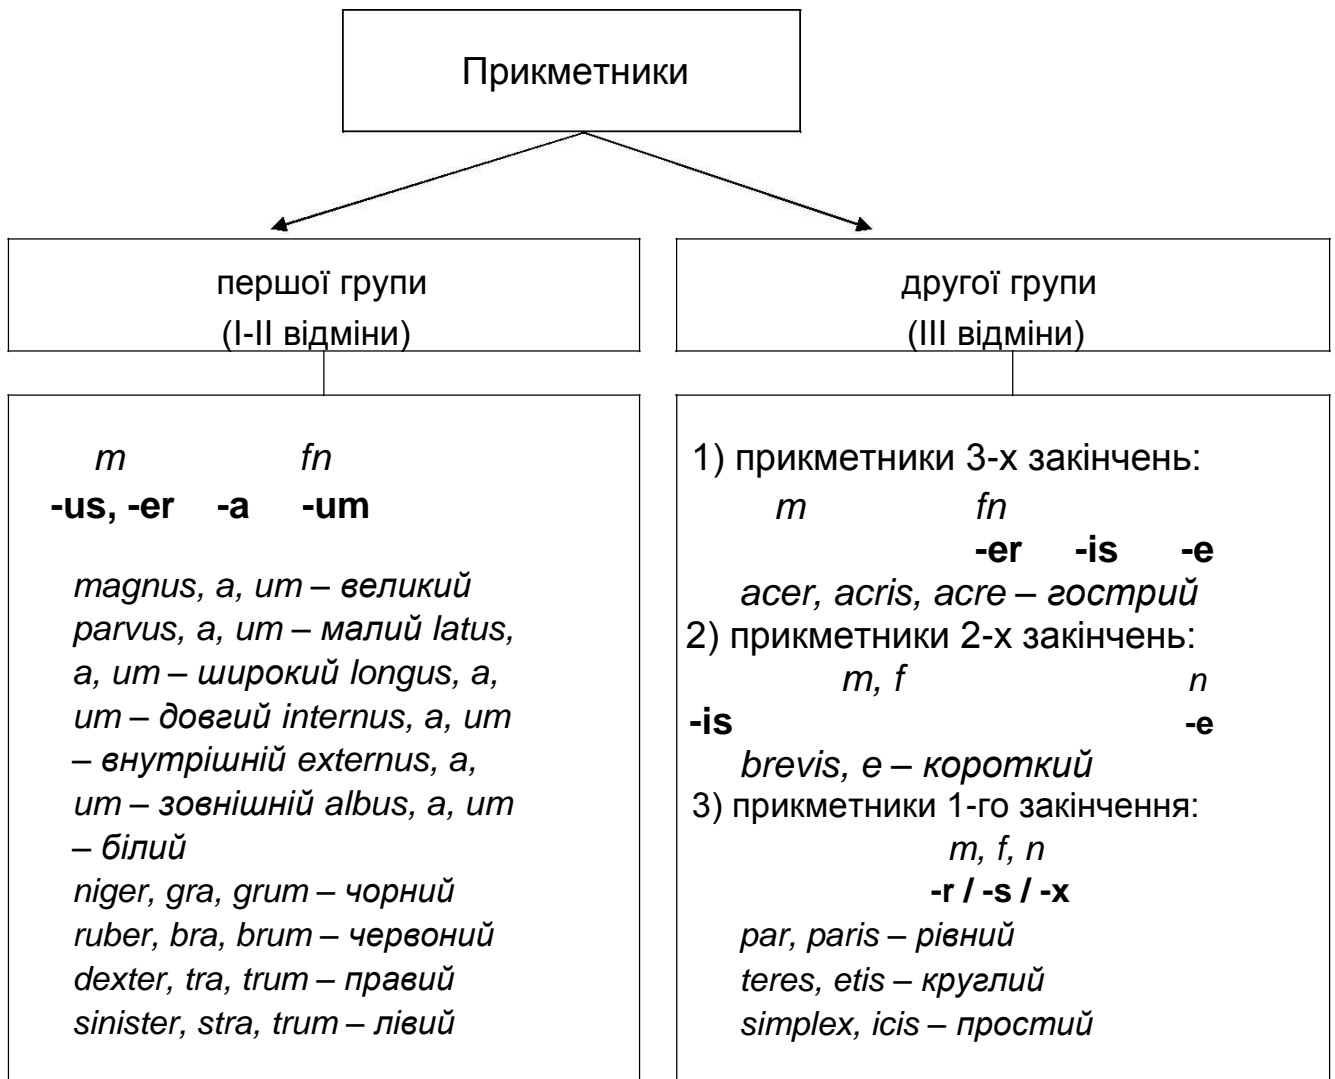 Прикметники
першої групи
(І-ІІ відміни)
другої групи
(ІІІ відміни)
m fn
-us, -er -a -um
magnus, a, um – великий
parvus, a, um – малий latus,
a, um – широкий longus, a,
um – довгий internus, a, um
– внутрішній externus, a,
um – зовнішній albus, a, um
– білий
niger, gra, grum – чорний
ruber, bra, brum – червоний
dexter, tra, trum – правий
sinister, stra, trum – лівий
1) прикметники 3-х закінчень:
m fn
-er -is -e
acer, acris, acre – гострий
2) прикметники 2-х закінчень:
m, f n
-is -e
brevis, e – короткий
3) прикметники 1-го закінчення:
m, f, n
-r / -s / -x
par, paris – рівний
teres, etis – круглий
simplex, icis – простий